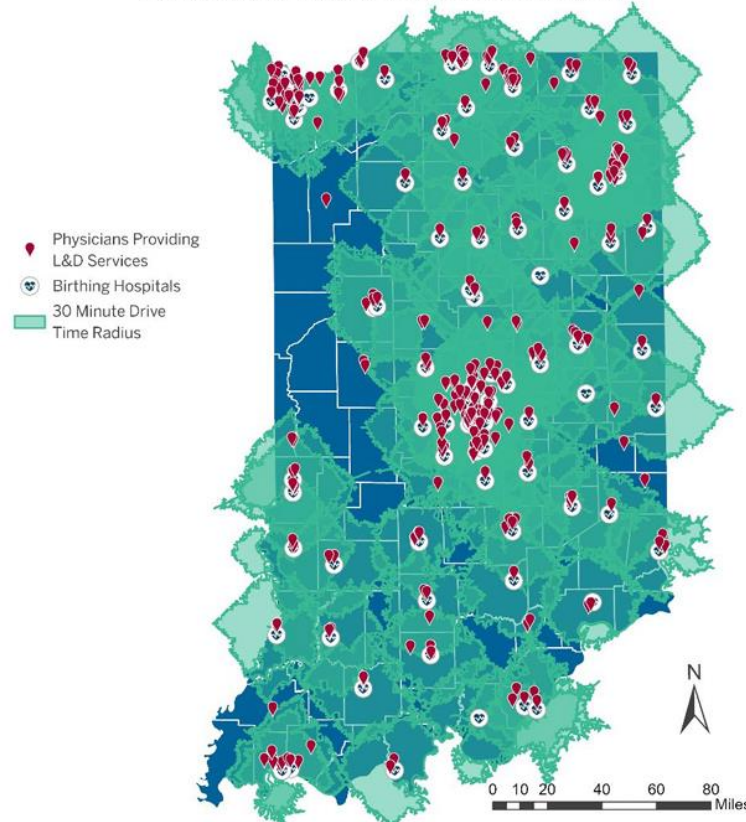 Physicians Providing
L&D Services
Birthing Hospitals
30 Minute Drive
Time Radius
N
0 10 20 40 60 80
Miles